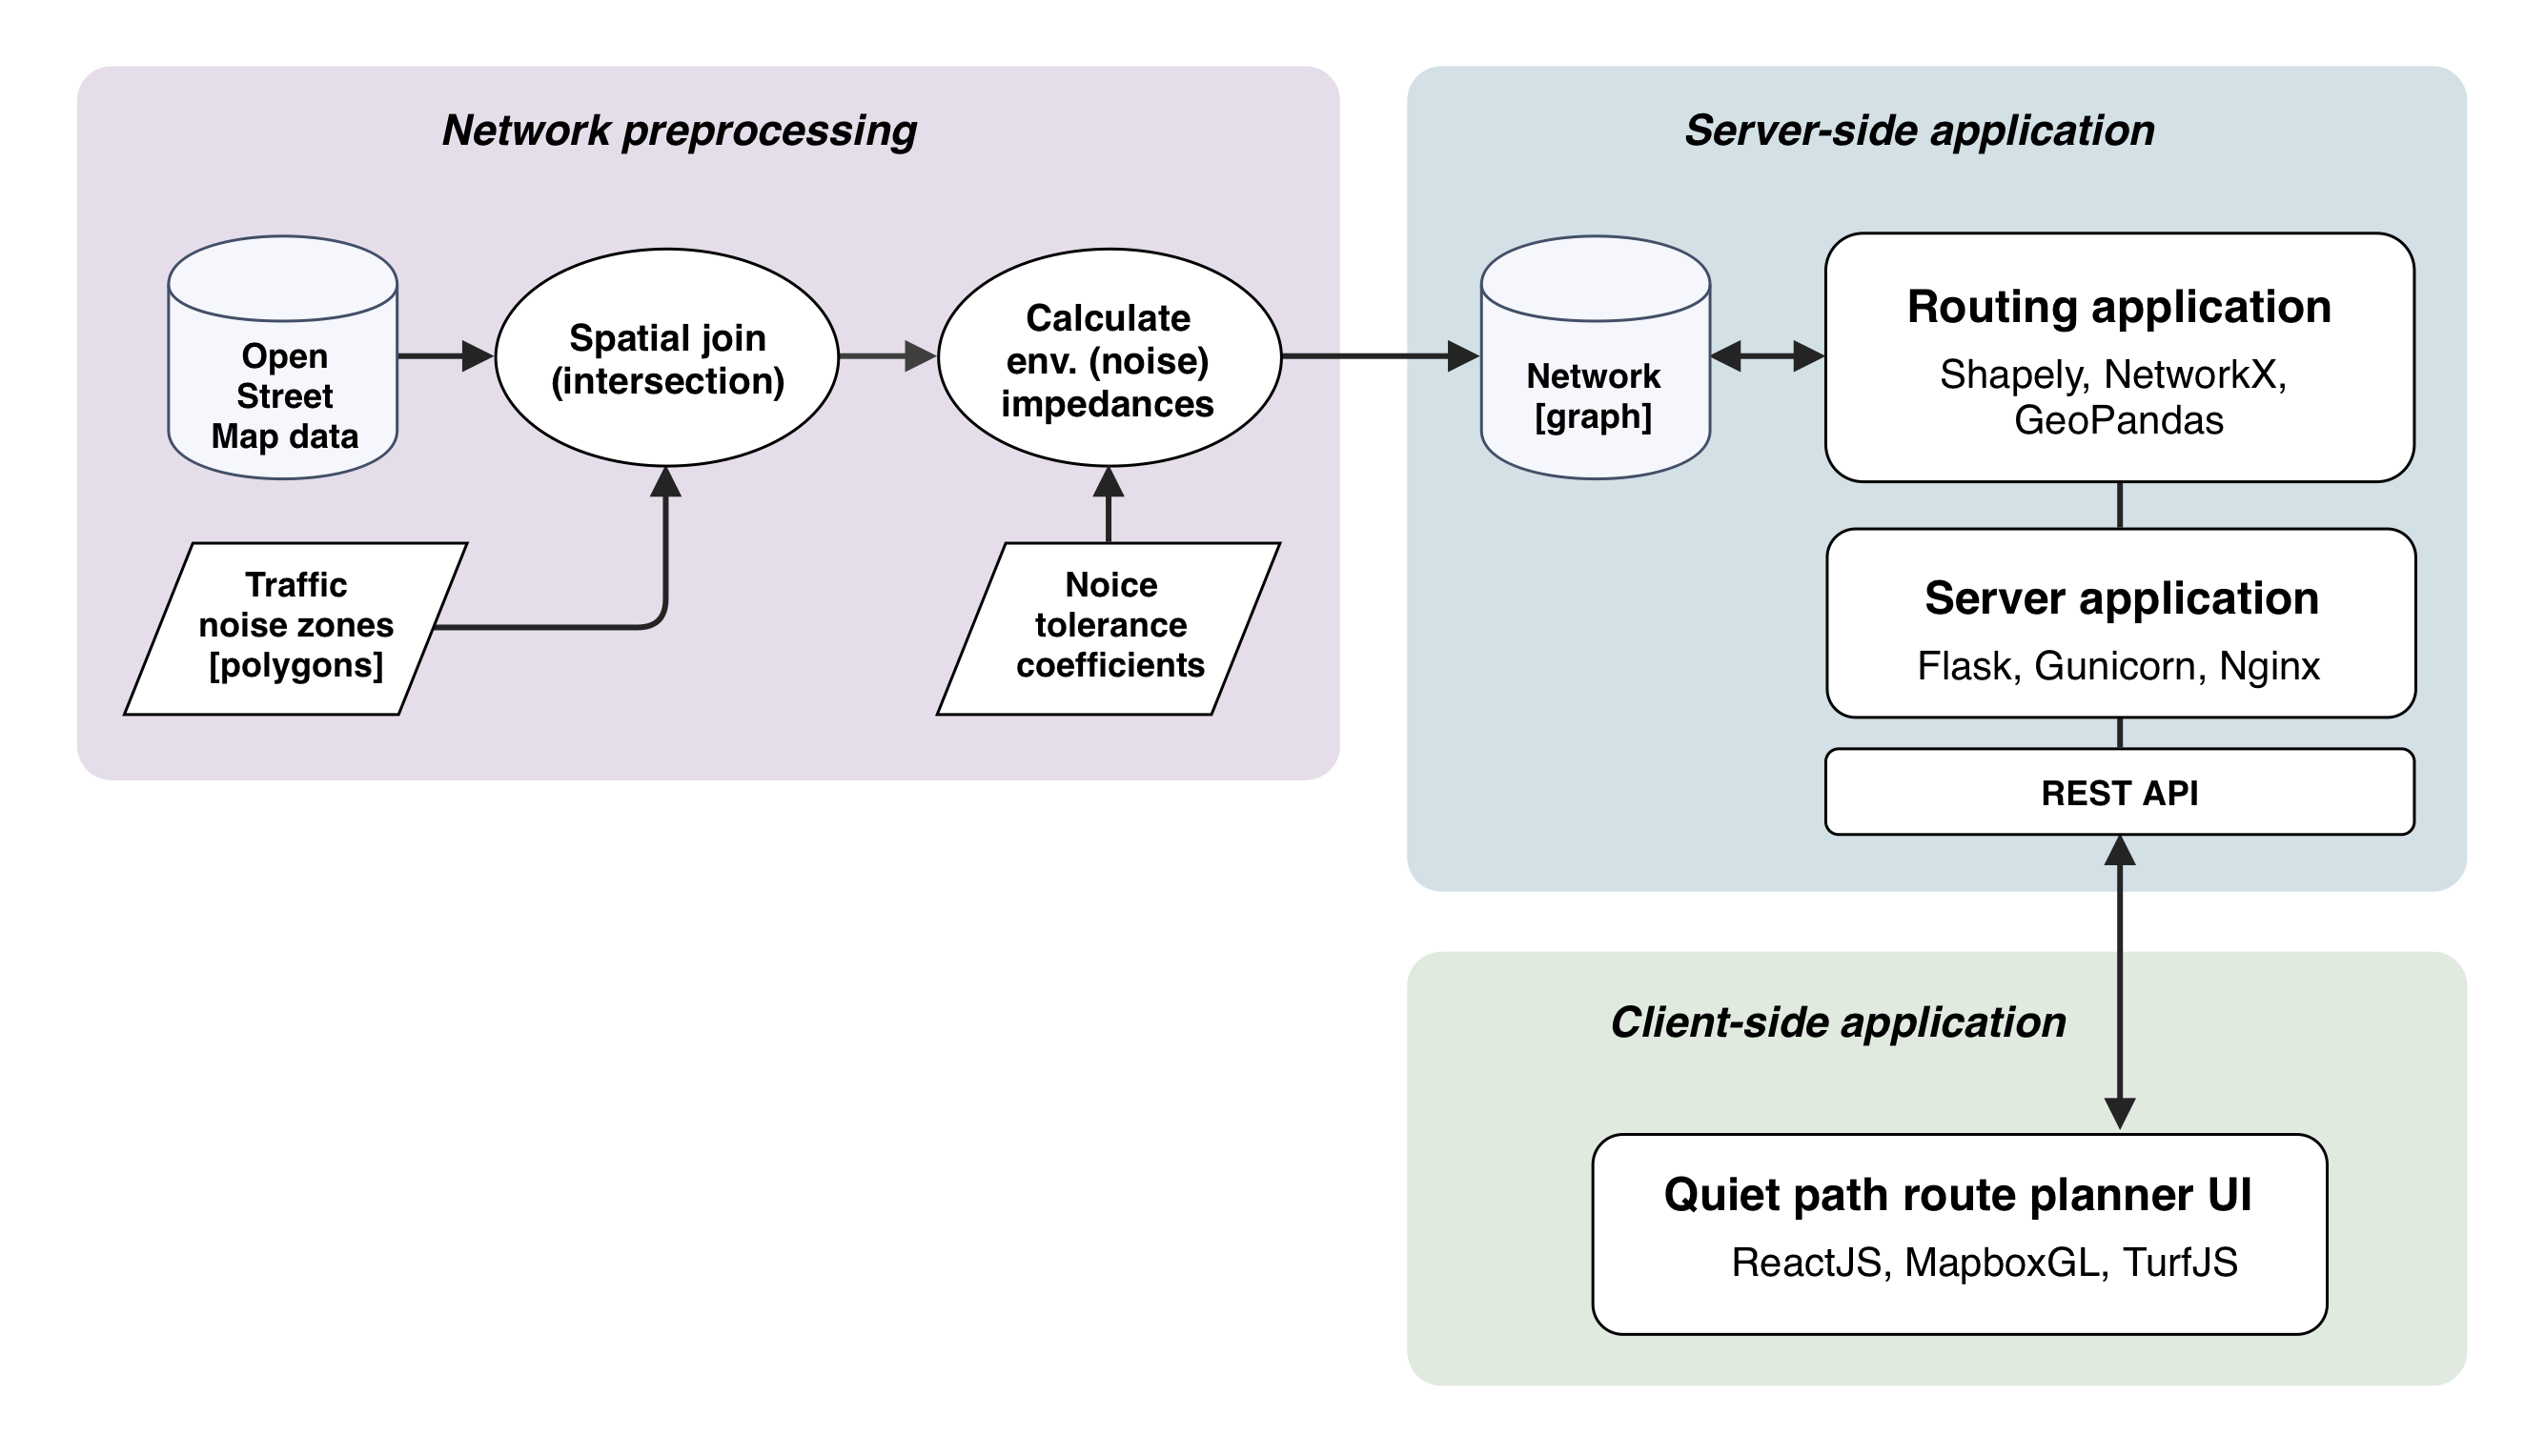 Network preprocessing
Open
Street
Map data
Spatial join
(intersection)
Calculate
env. (noise)
impedances
Traffic
noise zones
[polygons]
Noice
tolerance
coefficients
Server-side application
Network
[graph]
Routing application
Shapely, NetworkX,
GeoPandas
Server application
Flask, Gunicorn, Nginx
REST API
Client-side application
Quiet path route planner UI
ReactJS, MapboxGL, TurfJS